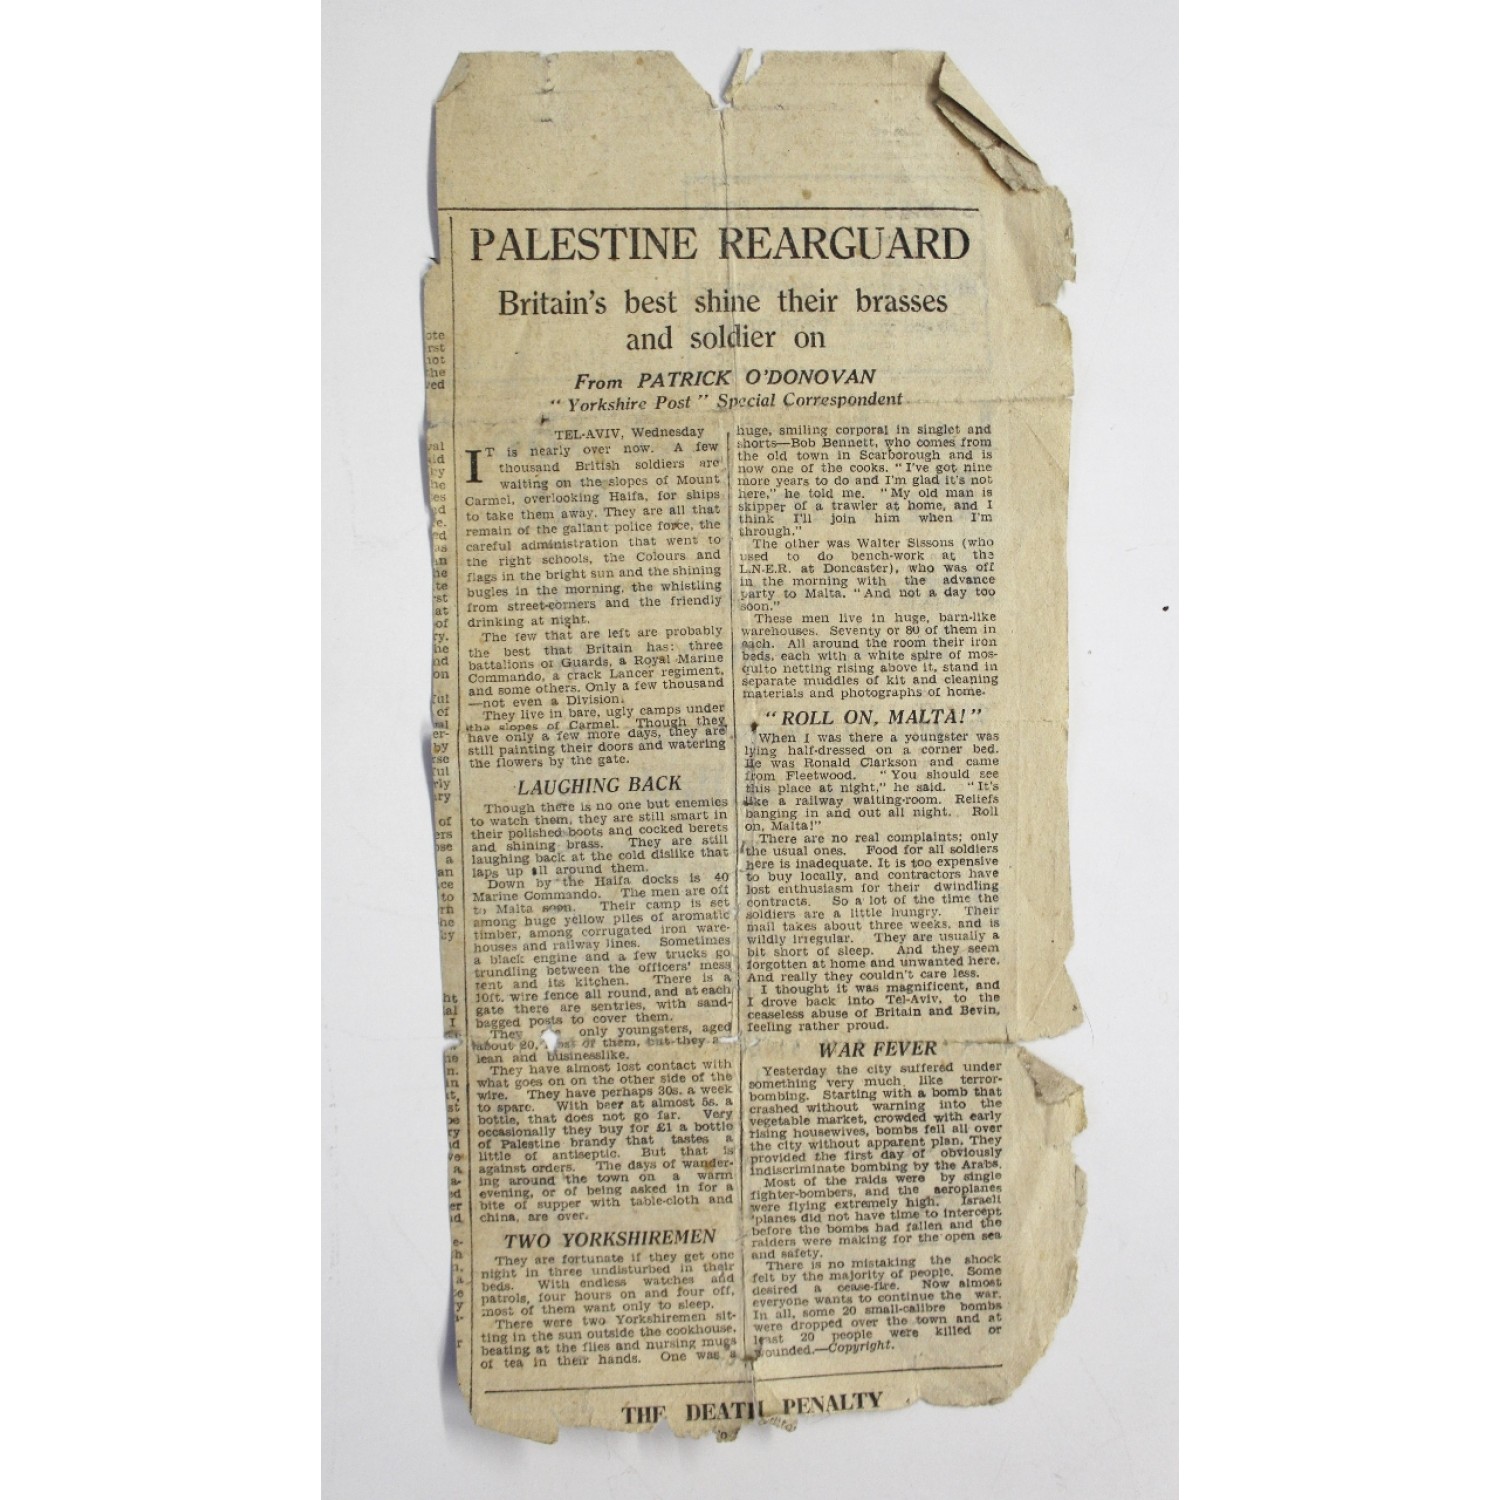 PALESTINE REARGUARD
Britain's best shine their brasses
and soldier on
From PATRICK O'DONOVAN
"Yorkshire Post" Special Correspondent
TEL-AVIV, Wednesday
IT is nearly over now. A few
thousand British soldiers are
waiting on the slopes of Mount
Carmel, overlooking Haifa, for ships
to take them away. They are all that
remain of the gallant police force, the
careful administration that went to
the right schools, the Colours and
flags in the bright sun and the shining
bugles in the morning, the whistling
from street-corners and the friendly
drinking at night.
The few that are left are probably
the best that Britain has: three
battalions of Guards, a Royal Marine
Commando, a crack Lancer regiment,
and some others. Only a few thousand
—not even a Division.
They live in bare, ugly camps under
the slopes of Carmel. Though they
have only a few more days, they are
still painting their doors and watering
the flowers by the gate.
LAUGHING BACK
Though there is no one but enemies
to watch them, they are still smart in
their polished boots and cocked berets
and shining brass. They are still
laughing back at the cold dislike that
laps up all around them.
Down by the Haifa docks is 40
Marine Commando. The men are off
to Malta soon. Their camp is set
among huge yellow piles of aromatic
timber, among corrugated iron ware-
houses and railway lines. Sometimes
a black engine and a few trucks go
trundling between the officers' mess
tent and its kitchen. There is a
10ft. wire fence all round, and at each
gate there are sentries, with sand-
bagged posts to cover them.
They only youngsters, aged
about 20, of them, but they
lean and businesslike.
They have almost lost contact with
what goes on on the other side of the
wire. They have perhaps 30s. a week
to spare. With beer at almost 5s. a
bottle, that does not go far. Very
occasionally they buy for £1 a bottle
of Palestine brandy that tastes a
little of antiseptic. But that is
against orders. The days of wander-
ing around the town on a warm
evening, or of being asked in for a
bite of supper with table-cloth and
china, are over.
TWO YORKSHIREMEN
They are fortunate if they get one
night in three undisturbed in their
beds. With endless watches and
patrols, four hours on and four off,
most of them want only to sleep.
There were two Yorkshiremen sit-
ting in the sun outside the cookhouse,
beating at the flies and nursing mugs
of tea in their hands. One was a
huge, smiling corporal in singlet and
shorts—Bob Bennett, who comes from
the old town in Scarborough and is
now one of the cooks. "I've got nine
more years to do and I'm glad it's not
here," he told me. "My old man is
skipper of a trawler at home, and I
think I'll join him when I'm
through."
The other was Walter Sissons (who
used to do bench-work at the
L.N.E.R. at Doncaster), who was off
in the morning with the advance
party to Malta. "And not a day too
soon."
These men live in huge, barn-like
warehouses. Seventy or 80 of them in
each. All around the room their iron
beds, each with a white spire of mos-
quito netting rising above it, stand in
separate muddles of kit and cleaning
materials and photographs of home.
"ROLL ON, MALTA!"
When I was there a youngster was
lying half-dressed on a corner bed.
He was Ronald Clarkson and came
from Fleetwood. "You should see
this place at night," he said. "It's
like a railway waiting-room. Reliefs
banging in and out all night. Roll
on, Malta!"
There are no real complaints; only
the usual ones. Food for all soldiers
here is inadequate. It is too expensive
to buy locally, and contractors have
lost enthusiasm for their dwindling
contracts. So a lot of the time the
soldiers are a little hungry. Their
mail takes about three weeks, and is
wildly irregular. They are usually a
bit short of sleep. And they seem
forgotten at home and unwanted here.
And really they couldn't care less.
I thought it was magnificent, and
I drove back into Tel-Aviv, to the
ceaseless abuse of Britain and Bevin,
feeling rather proud.
WAR FEVER
Yesterday the city suffered under
something very much like terror-
bombing. Starting with a bomb that
crashed without warning into the
vegetable market, crowded with early
rising housewives, bombs fell all over
the city without apparent plan. They
provided the first day of obviously
indiscriminate bombing by the Arabs.
Most of the raids were by single
fighter-bombers, and the aeroplanes
were flying extremely high. Israeli
'planes did not have time to intercept
before the bombs had fallen and the
raiders were making for the open sea
and safety.
There is no mistaking the shock
felt by the majority of people. Some
desired a cease-fire. Now almost
everyone wants to continue the war.
In all, some 20 small-calibre bombs
were dropped over the town and at
least 20 people were killed or
wounded.—Copyright.
THE DEATH PENALTY